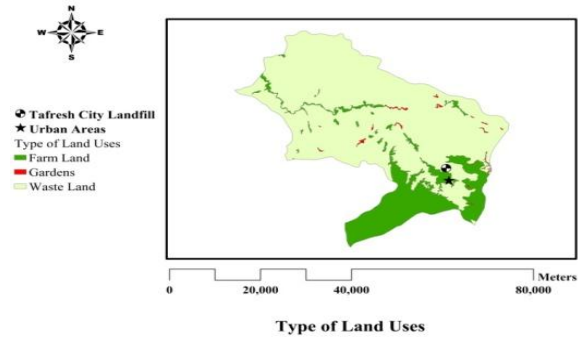 N
W E
S
Tafresh City Landfill
Urban Areas
Type of Land Uses
Farm Land
Gardens
Waste Land
Meters
0 20,000 40,000 80,000
Type of Land Uses